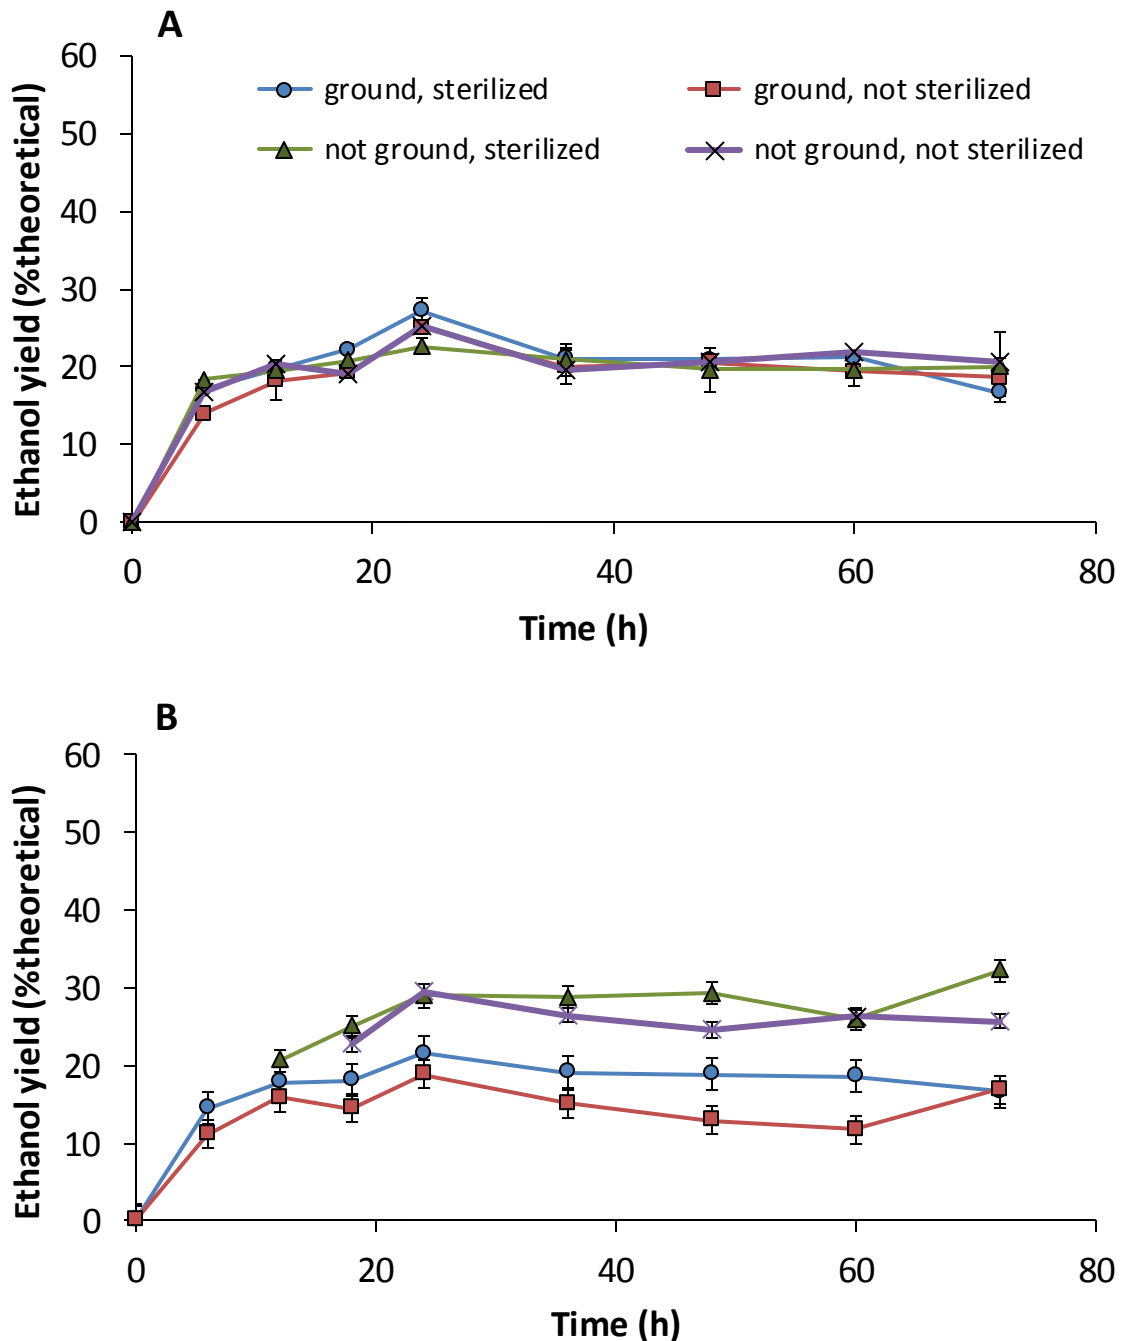 A
60
50
40
30
20
10
0
Ethanol yield (%theoretical)
ground, sterilized
ground, not sterilized
not ground, sterilized
not ground, not sterilized
0 20 40 60 80
Time (h)
B
60
50
40
30
20
10
0
Ethanol yield (%theoretical)
0 20 40 60 80
Time (h)